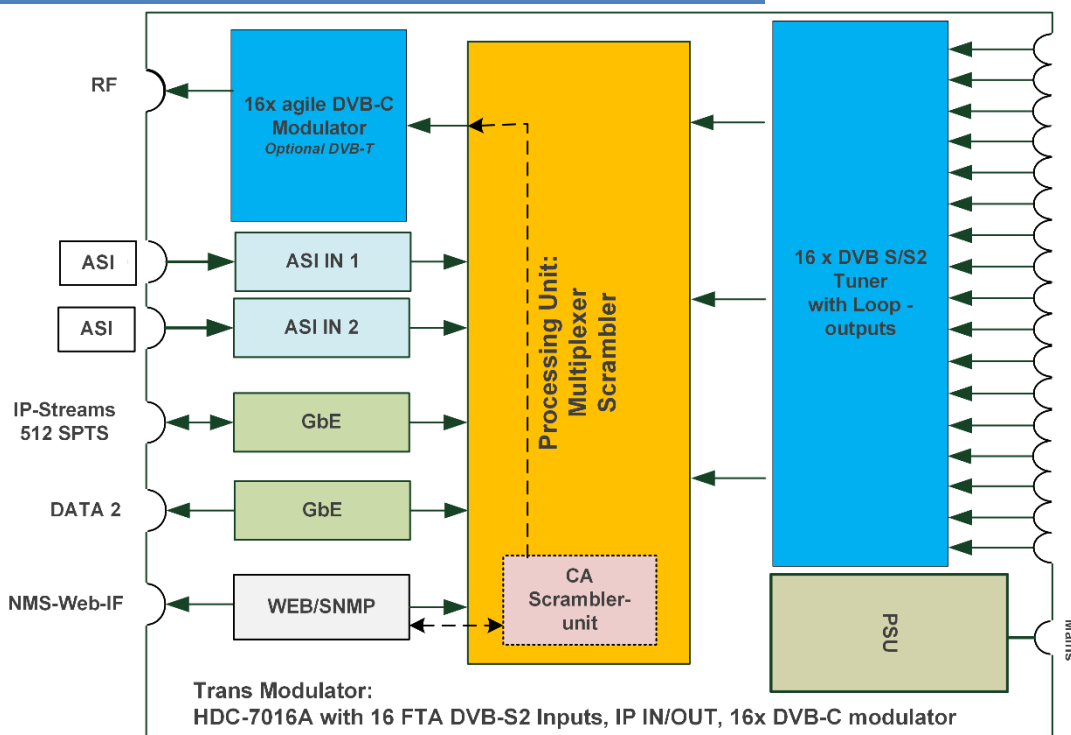 RF
16x agile DVB-C
Modulator
Optional DVB-T
ASI
ASI IN 1
ASI
ASI IN 2
IP-Streams
512 SPTS
GbE
DATA 2
GbE
NMS-Web-IF
WEB/SNMP
Processing Unit:
Multiplexer
Scrambler
CA
Scrambler-
unit
16 x DVB S/S2
Tuner
with Loop -
outputs
PSU
Mains
Trans Modulator:
HDC-7016A with 16 FTA DVB-S2 Inputs, IP IN/OUT, 16x DVB-C modulator